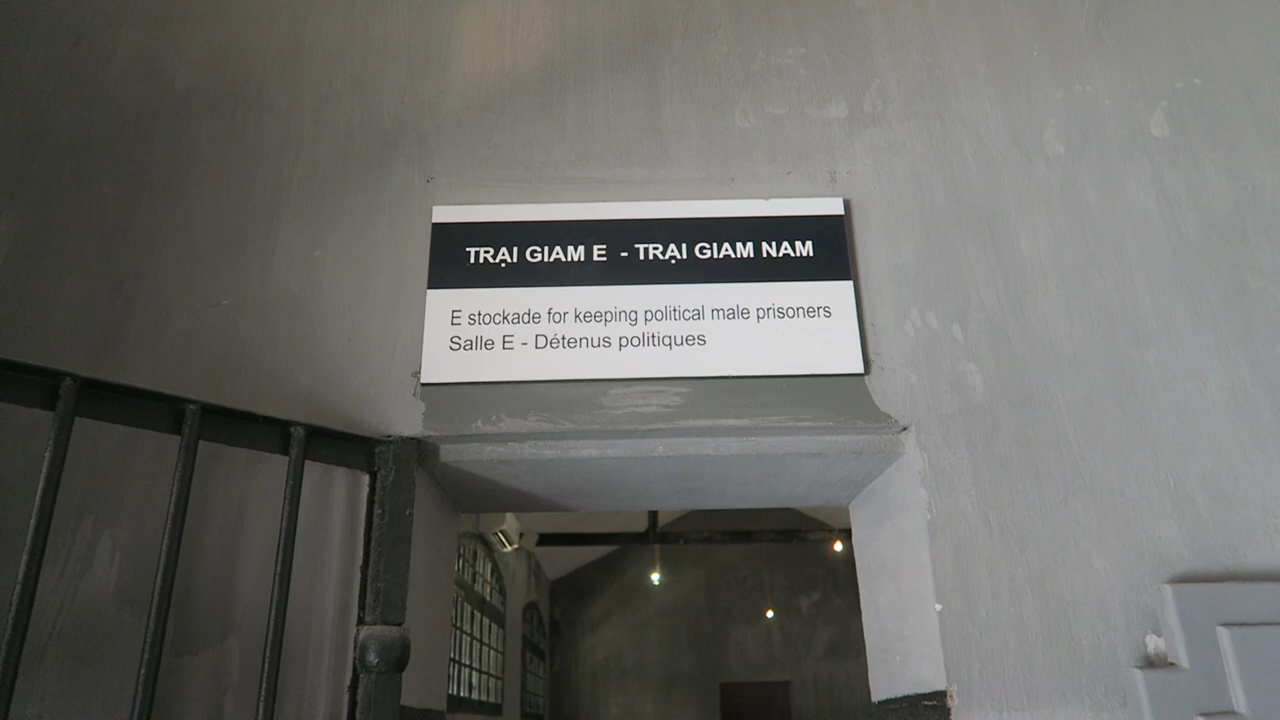 TRẠI GIAM E - TRẠI GIAM NAM
E stockade for keeping political male prisoners
Salle E - Détenus politiques